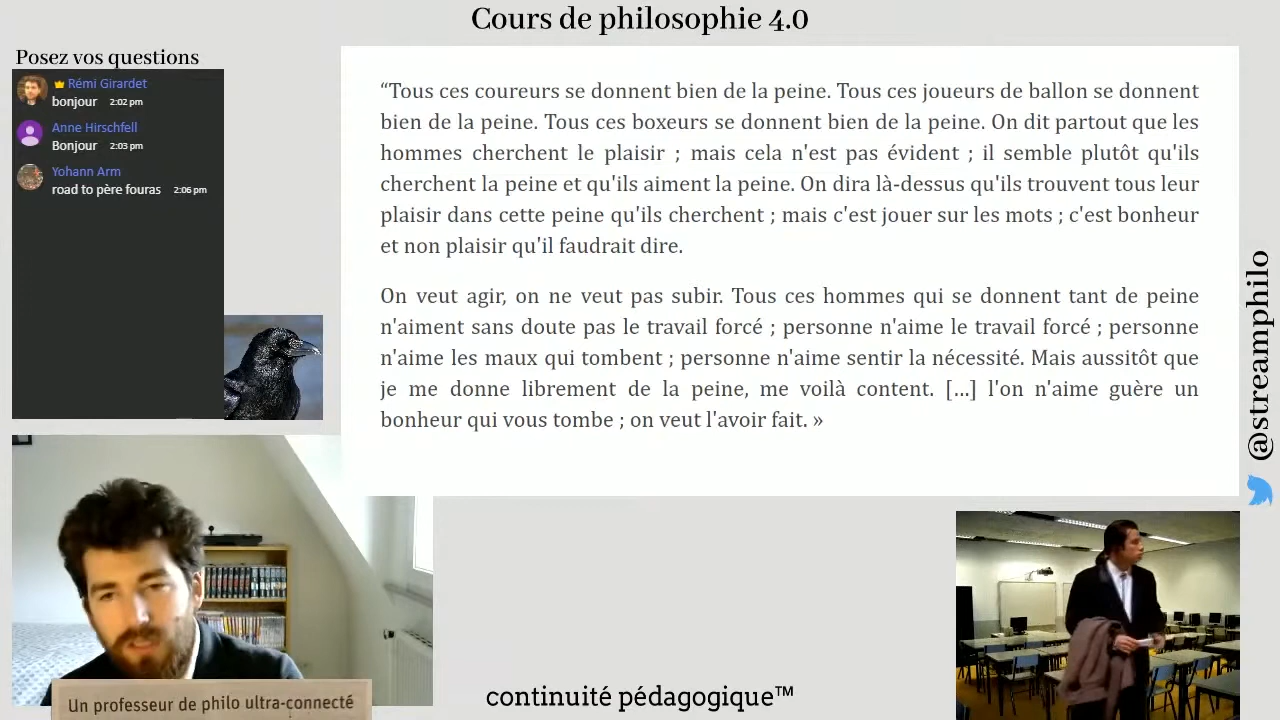 Cours de philosophie 4.0
Posez vos questions
Rémi Girardet
bonjour 2:02 pm
Anne Hirschfell
Bonjour 2:03 pm
Yohann Arm
road to père fouras 2:06 pm
“Tous ces coureurs se donnent bien de la peine. Tous ces joueurs de ballon se donnent
bien de la peine. Tous ces boxeurs se donnent bien de la peine. On dit partout que les
hommes cherchent le plaisir ; mais cela n'est pas évident ; il semble plutôt qu'ils
cherchent la peine et qu'ils aiment la peine. On dira là-dessus qu'ils trouvent tous leur
plaisir dans cette peine qu'ils cherchent ; mais c'est jouer sur les mots ; c'est bonheur
et non plaisir qu'il faudrait dire.
On veut agir, on ne veut pas subir. Tous ces hommes qui se donnent tant de peine
n'aiment sans doute pas le travail forcé ; personne n'aime le travail forcé ; personne
n'aime les maux qui tombent ; personne n'aime sentir la nécessité. Mais aussitôt que
je me donne librement de la peine, me voilà content. [...] l'on n'aime guère un
bonheur qui vous tombe ; on veut l'avoir fait. »
@streamphilo
Un professeur de philo ultra-connecté
continuité pédagogique™